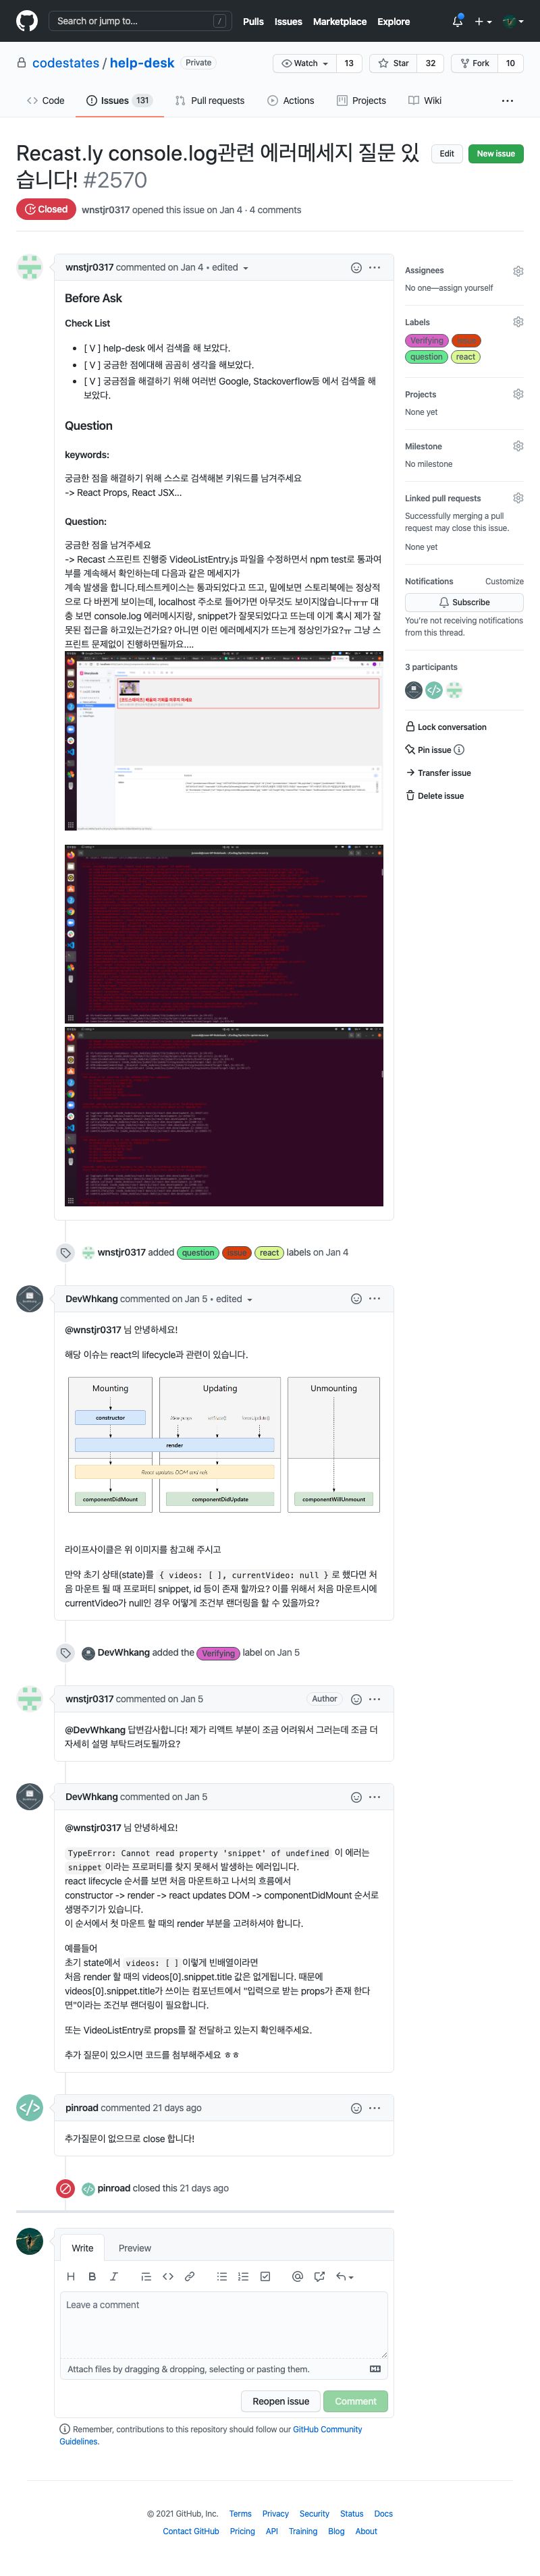 Search or jump to...
/
Pulls
Issues
Marketplace
Explore
codestates / help-desk
Private
Watch
13
Star
32
Fork
10
Code
Issues
131
Pull requests
Actions
Projects
Wiki
Recast.ly console.log관련 에러메세지 질문 있
습니다! #2570
Edit
New issue
Closed
wnstjr0317 opened this issue on Jan 4 · 4 comments
wnstjr0317 commented on Jan 4 • edited
Before Ask
Check List
• [ V ] help-desk 에서 검색을 해 보았다.
• [ V ] 궁금한 점에대해 곰곰히 생각을 해보았다.
• [ V ] 궁금점을 해결하기 위해 여러번 Google, Stackoverflow등 에서 검색을 해
보았다.
Question
keywords:
궁금한 점을 해결하기 위해 스스로 검색해본 키워드를 남겨주세요
-> React Props, React JSX...
Question:
궁금한 점을 남겨주세요
-> Recast 스프린트 진행중 VideoListEntry.js 파일을 수정하면서 npm test로 통과여
부를 계속해서 확인하는데 다음과 같은 메세지가
계속 발생을 합니다.테스트케이스는 통과되었다고 뜨고, 밑에보면 스토리북에는 정상적
으로 다 바뀐게 보이는데, localhost 주소로 들어가면 아무것도 보이지않습니다ㅠㅠ 대
충 보면 console.log 에러메시지랑, snippet가 잘못되었다고 뜨는데 이게 혹시 제가 잘
못된 접근을 하고있는건가요? 아니면 이런 에러메세지가 뜨는게 정상인가요?ㅠ 그냥 스
프린트 문제없이 진행하면될까요....
wnstjr0317 added question issue react labels on Jan 4
DevWhkang commented on Jan 5 • edited
@wnstjr0317 님 안녕하세요!
해당 이슈는 react의 lifecycle과 관련이 있습니다.
Mounting
Updating
Unmounting
constructor
render
React updates DOM and refs
componentDidMount
componentDidUpdate
componentWillUnmount
라이프사이클은 위 이미지를 참고해 주시고
만약 초기 상태(state)를 { videos: [ ], currentVideo: null } 로 했다면 처
음 마운트 될 때 프로퍼티 snippet, id 등이 존재 할까요? 이를 위해서 처음 마운트시에
currentVideo가 null인 경우 어떻게 조건부 랜더링을 할 수 있을까요?
DevWhkang added the Verifying label on Jan 5
wnstjr0317 commented on Jan 5
Author
@DevWhkang 답변감사합니다! 제가 리액트 부분이 조금 어려워서 그러는데 조금 더
자세히 설명 부탁드려도될까요?
DevWhkang commented on Jan 5
@wnstjr0317 님 안녕하세요!
TypeError: Cannot read property 'snippet' of undefined 이 에러는
snippet 이라는 프로퍼티를 찾지 못해서 발생하는 에러입니다.
react lifecycle 순서를 보면 처음 마운트하고 나서의 흐름에서
constructor -> render -> react updates DOM -> componentDidMount 순서로
생명주기가 있습니다.
이 순서에서 첫 마운트 할 때의 render 부분을 고려하셔야 합니다.
예를들어
초기 state에서 videos: [ ] 이렇게 빈배열이라면
처음 render 할 때의 videos[0].snippet.title 값은 없게됩니다. 때문에
videos[0].snippet.title가 쓰이는 컴포넌트에서 "입력으로 받는 props가 존재 한다
면"이라는 조건부 랜더링이 필요합니다.
또는 VideoListEntry로 props를 잘 전달하고 있는지 확인해주세요.
추가 질문이 있으시면 코드를 첨부해주세요 ㅎㅎ
pinroad commented 21 days ago
추가질문이 없으므로 close 합니다!
pinroad closed this 21 days ago
Write
Preview
Leave a comment
Attach files by dragging & dropping, selecting or pasting them.
Reopen issue
Comment
Remember, contributions to this repository should follow our GitHub Community
Guidelines.
Assignees
No one—assign yourself
Labels
Verifying
issue
question
react
Projects
None yet
Milestone
No milestone
Linked pull requests
Successfully merging a pull
request may close this issue.
None yet
Notifications
Customize
Subscribe
You're not receiving notifications
from this thread.
3 participants
Lock conversation
Pin issue
Transfer issue
Delete issue
© 2021 GitHub, Inc.
Terms
Privacy
Security
Status
Docs
Contact GitHub
Pricing
API
Training
Blog
About